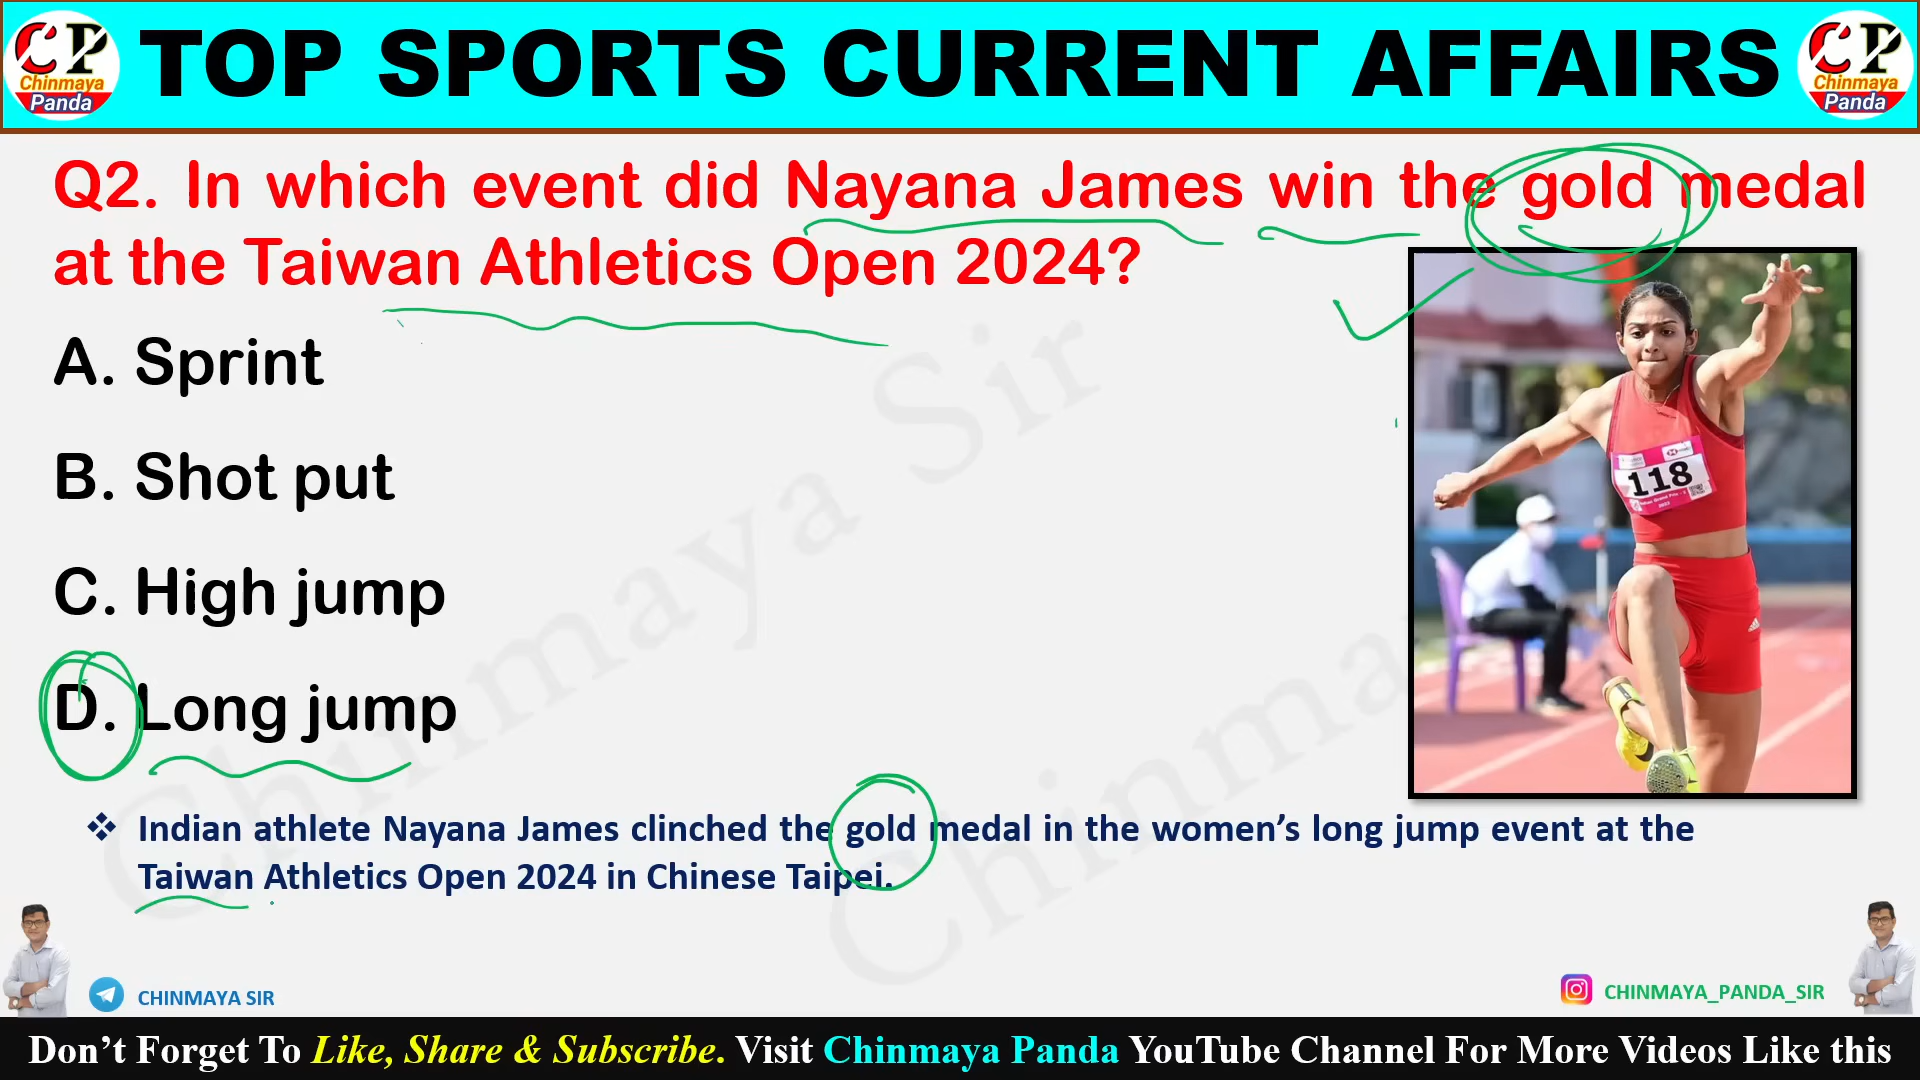 CP
Chinmaya
Panda
TOP SPORTS CURRENT AFFAIRS
CP
Chinmaya
Panda
Q2. In which event did Nayana James win the gold medal
at the Taiwan Athletics Open 2024?
A. Sprint
B. Shot put
C. High jump
D. Long jump
118
❖ Indian athlete Nayana James clinched the gold medal in the women’s long jump event at the
Taiwan Athletics Open 2024 in Chinese Taipei.
Chinmaya Sir
Chinma
CHINMAYA SIR
CHINMAYA_PANDA_SIR
Don’t Forget To Like, Share & Subscribe. Visit Chinmaya Panda YouTube Channel For More Videos Like this